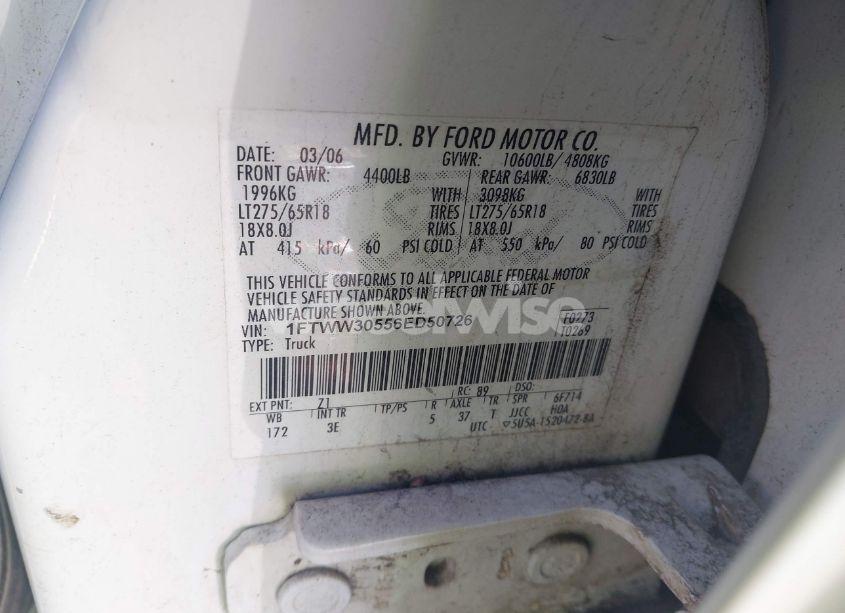 MFD. BY FORD MOTOR CO.
DATE: 03/06 GVWR: 10600LB/ 4808KG
FRONT GAWR: 4400LB REAR GAWR: 6830LB
1996KG WITH 3098KG WITH
LT275/65R18 TIRES LT275/65R18 TIRES
18X8.0J RIMS 18X8.0J RIMS
AT 415 kPa/ 60 PSI COLD AT 550 kPa/ 80 PSI COLD
THIS VEHICLE CONFORMS TO ALL APPLICABLE FEDERAL MOTOR
VEHICLE SAFETY STANDARDS IN EFFECT ON THE DATE OF
MANUFACTURE SHOWN ABOVE.
VIN: 1FTWW30556ED50726 F0273
TYPE: Truck T0269
RC: 89 DSO:
EXT PNT: Z1 6F714
WB INT TR TP/PS R AXLE TR SPR
172 3E 5 37 T JJCC HOA
UTC 5U5A-1520472-BA